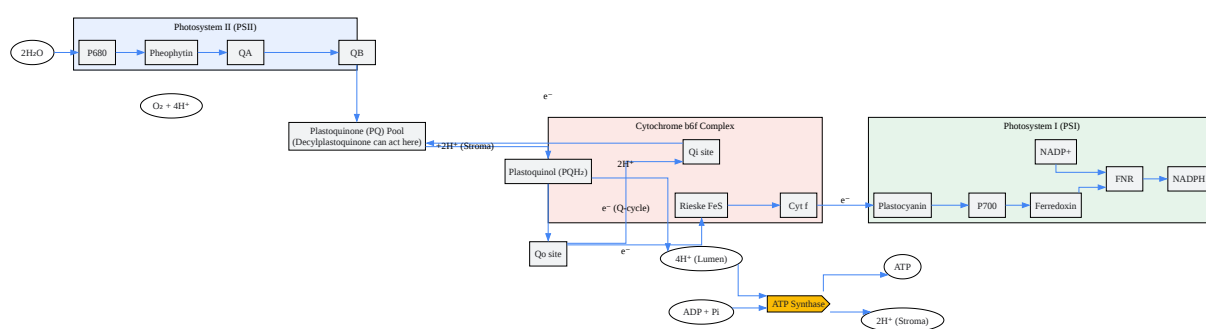 Photosystem II (PSII)
2H₂O
P680
Pheophytin
QA
QB
O₂ + 4H⁺
Plastoquinone (PQ) Pool
(Decylplastoquinone can act here)
+2H⁺ (Stroma)
e⁻
Cytochrome b6f Complex
Qi site
2H⁺
Plastoquinol (PQH₂)
e⁻ (Q-cycle)
Rieske FeS
Cyt f
e⁻
Qo site
e⁻
4H⁺ (Lumen)
Photosystem I (PSI)
NADP+
FNR
NADPH
Plastocyanin
P700
Ferredoxin
ADP + Pi
ATP Synthase
ATP
2H⁺ (Stroma)